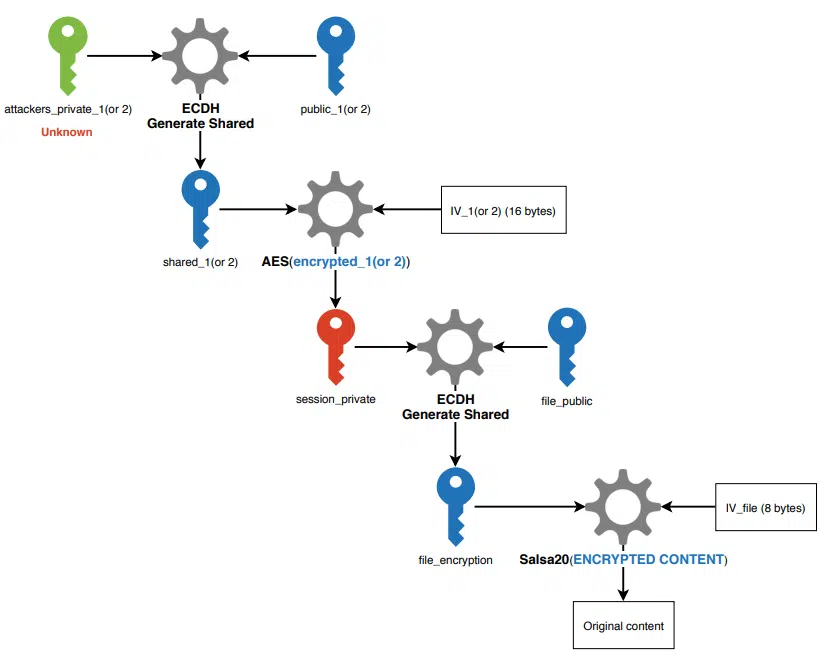 attackers_private_1(or 2)
Unknown
ECDH
Generate Shared
public_1(or 2)
shared_1(or 2)
AES(encrypted_1(or 2))
IV_1(or 2) (16 bytes)
session_private
ECDH
Generate Shared
file_public
file_encryption
Salsa20(ENCRYPTED CONTENT)
IV_file (8 bytes)
Original content